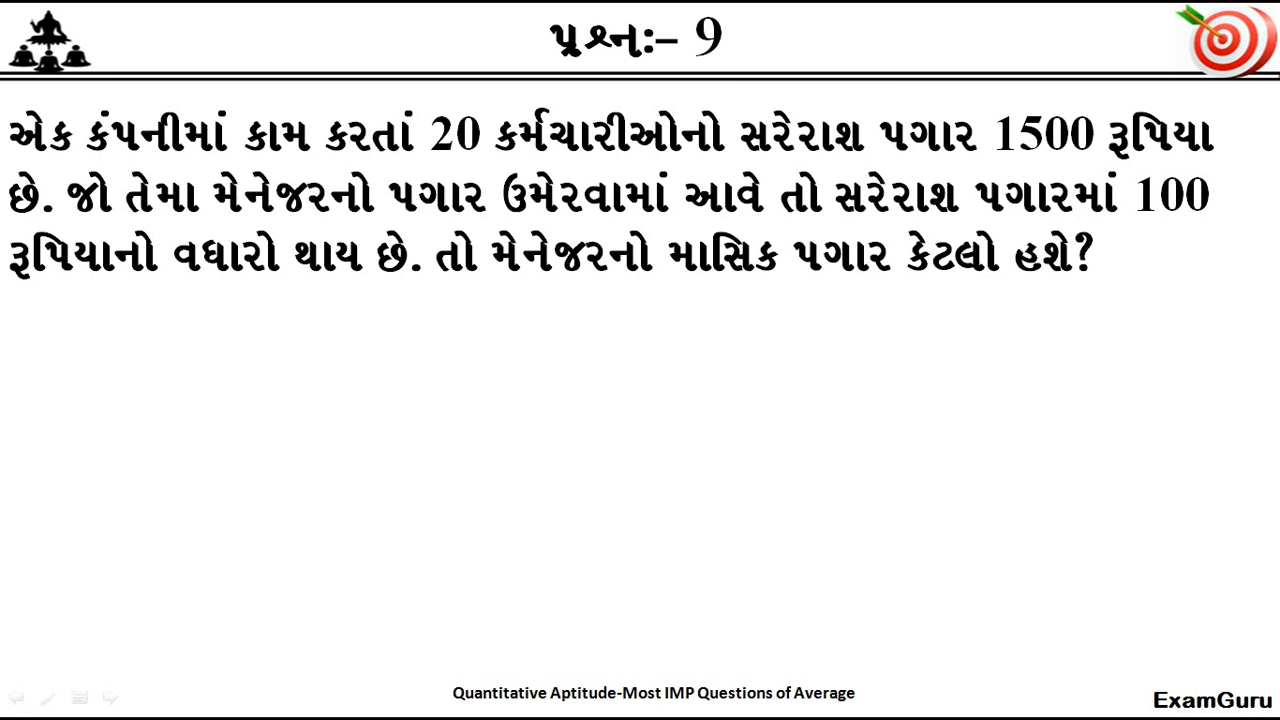 પ્રશ્નઃ– 9
એક કંપનીમાં કામ કરતાં 20 કર્મચારીઓનો સરેરાશ પગાર 1500 રૂપિયા
છે. જો તેમા મેનેજરનો પગાર ઉમેરવામાં આવે તો સરેરાશ પગારમાં 100
રૂપિયાનો વધારો થાય છે. તો મેનેજરનો માસિક પગાર કેટલો હશે?
Quantitative Aptitude-Most IMP Questions of Average
ExamGuru